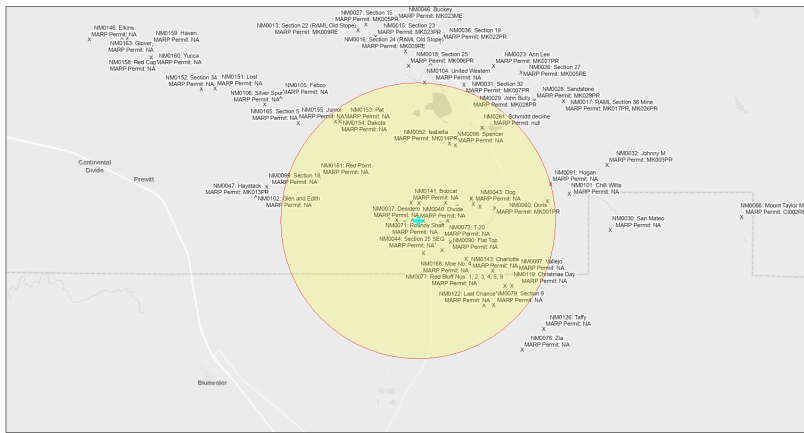 NM0046: Buckey
MARP Permit: MK023ME
NM0027: Section 15
MARP Permit: MK005PR
NM0013: Section 22 (RAML Old Stope)
MARP Permit: MK009RE
NM0015: Section 23
MARP Permit: MK023PR
NM0036: Section 19
MARP Permit: MK022PR
NM0016: Section 24 (RAML Old Stope)
MARP Permit: MK009RE
NM0146: Elkins
MARP Permit: NA
NM0159: Haven
MARP Permit: NA
NM0163: Glover
MARP Permit: NA
NM0160: Yucca
MARP Permit: NA
NM0158: Red Cap
MARP Permit: NA
NM0018: Section 25
MARP Permit: MK006PR
NM0023: Ann Lee
MARP Permit: MK027PR
NM0026: Section 27
MARP Permit: MK005RE
NM0104: United Western
MARP Permit: NA
NM0152: Section 34
MARP Permit: NA
NM0151: Lost
MARP Permit: NA
NM0031: Section 32
MARP Permit: MK007PR
NM0028: Sandstone
MARP Permit: MK029PR
NM0105: Febco
MARP Permit: NA
NM0106: Silver Spur
MARP Permit: NA
NM0029: John Bully
MARP Permit: MK028PR
NM0017: RAML Section 36 Mine
MARP Permit: MK017PR, MK026PR
NM0165: Section 5
MARP Permit: NA
NM0155: Junior
MARP Permit: NA
NM0153: Pat
MARP Permit: NA
NM0154: Dakota
MARP Permit: NA
NM0261: Schmidt decline
MARP Permit: null
NM0052: Isabella
MARP Permit: MK014PR
NM0098: Spencer
MARP Permit: NA
NM0032: Johnny M
MARP Permit: MK003PR
Continental
Divide
Prewitt
NM0161: Red Point
MARP Permit: NA
NM0091: Hogan
MARP Permit: NA
NM0099: Section 18
MARP Permit: NA
NM0047: Haystack
MARP Permit: MK013PR
NM0101: Chill Willis
MARP Permit: NA
NM0102: Glen and Edith
MARP Permit: NA
NM0141: Bobcat
MARP Permit: NA
NM0043: Dog
MARP Permit: NA
NM0060: Doris
MARP Permit: MK001PR
NM0066: Mount Taylor M
MARP Permit: CI002RE
NM0037: Desidero
MARP Permit: NA
NM0040: Divide
MARP Permit: NA
NM0030: San Mateo
MARP Permit: NA
NM0071: Roundy Shaft
MARP Permit: NA
NM0072: T-20
MARP Permit: NA
NM0044: Section 25 SEQ
MARP Permit: NA
NM0090: Flat Top
MARP Permit: NA
NM0143: Charlotte
MARP Permit: NA
NM0097: Vallejo
MARP Permit: NA
NM0168: Moe No. 4
MARP Permit: NA
NM0119: Christmas Day
MARP Permit: NA
NM0077: Red Bluff Nos. 1, 2, 3, 4, 5, 9
MARP Permit: NA
NM0122: Last Chance
MARP Permit: NA
NM0079: Section 9
MARP Permit: NA
NM0126: Taffy
MARP Permit: NA
NM0076: Zia
MARP Permit: NA
Bluewater